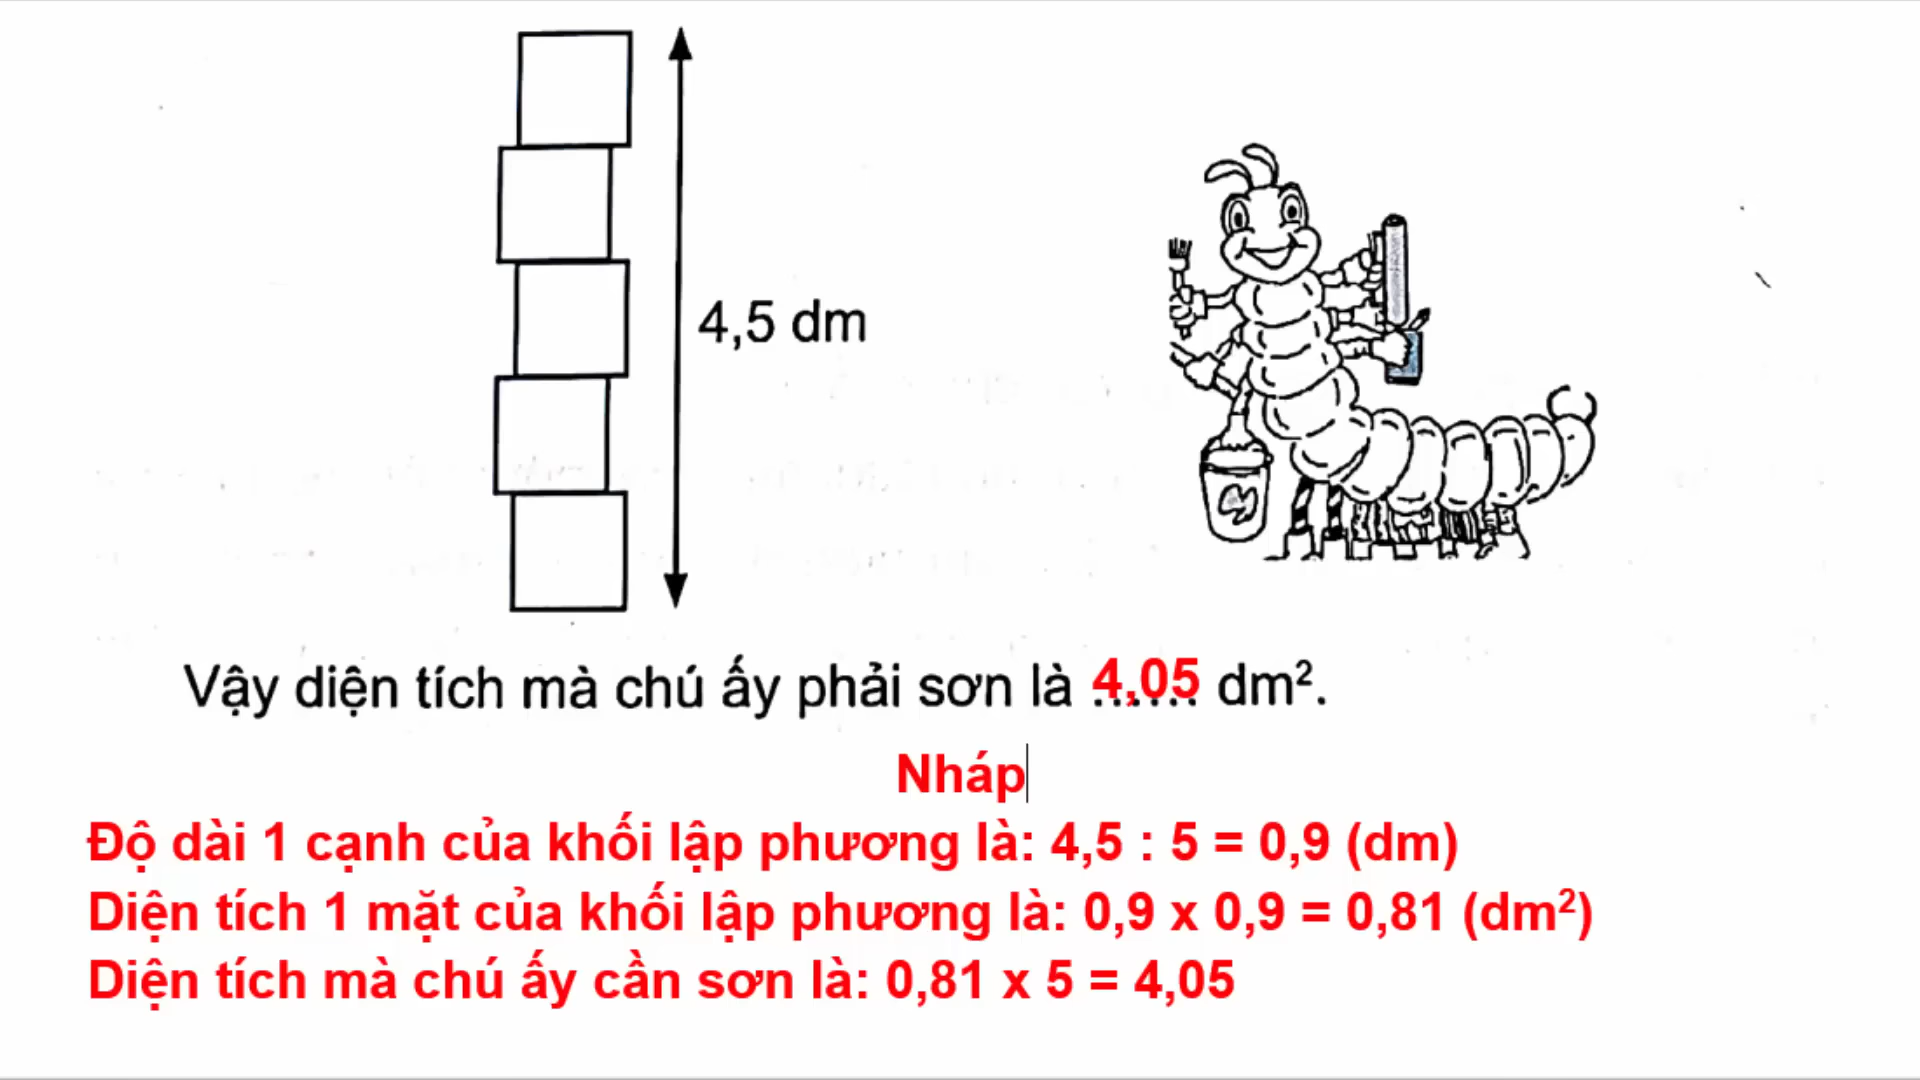 4,5 dm
Vậy diện tích mà chú ấy phải sơn là 4,05 dm².
Nháp
Độ dài 1 cạnh của khối lập phương là: 4,5 : 5 = 0,9 (dm)
Diện tích 1 mặt của khối lập phương là: 0,9 x 0,9 = 0,81 (dm²)
Diện tích mà chú ấy cần sơn là: 0,81 x 5 = 4,05